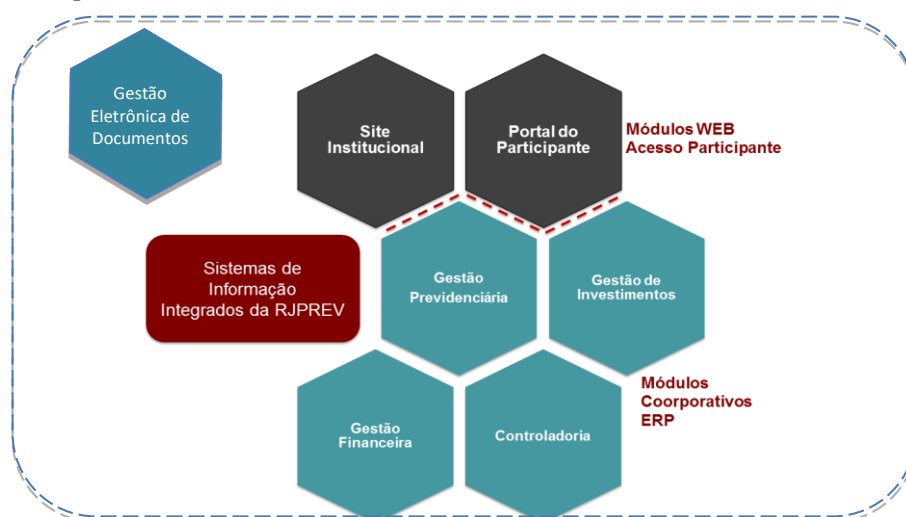 Gestão
Eletrônica de
Documentos
Site
Institucional
Portal do
Participante
Módulos WEB
Acesso Participante
Sistemas de
Informação
Integrados da RJPREV
Gestão
Previdenciária
Gestão de
Investimentos
Gestão
Financeira
Controladoria
Módulos
Coorporativos
ERP